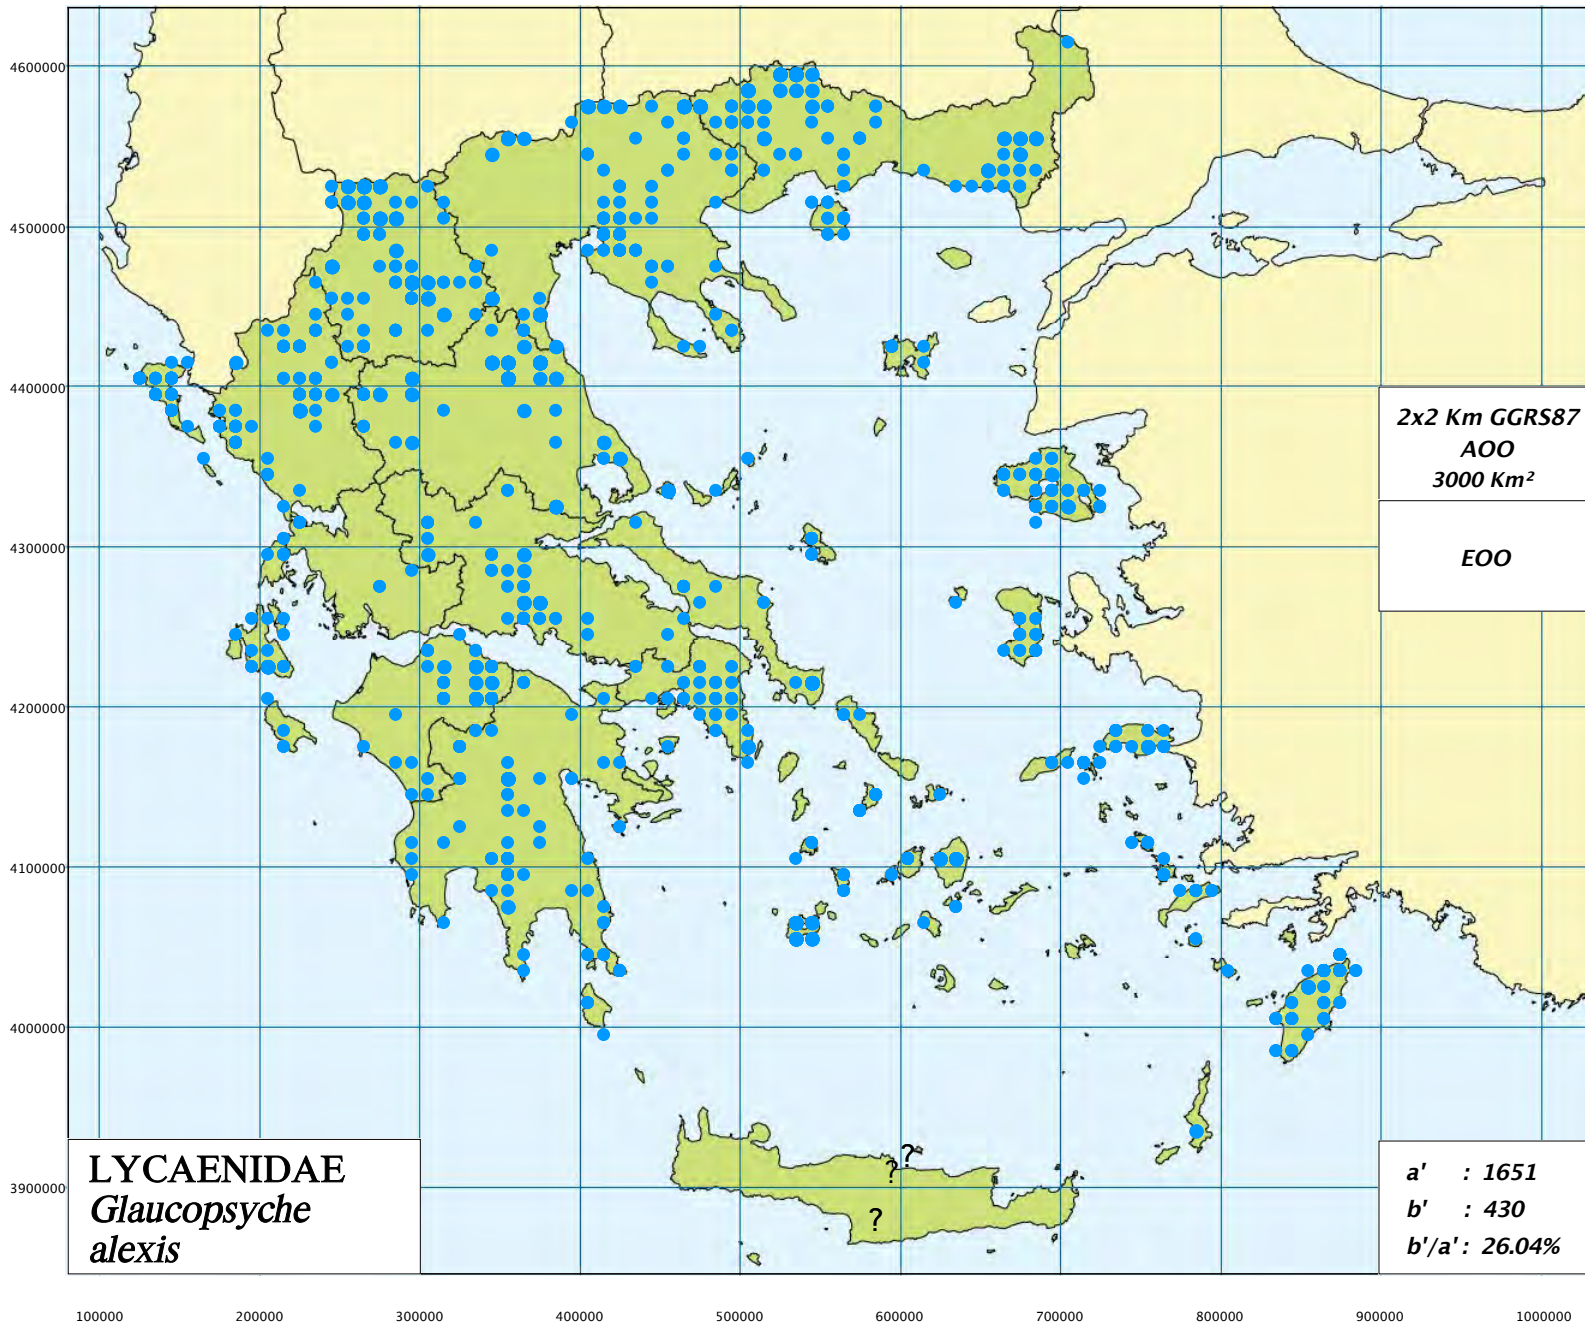 4600000
4500000
4400000
4300000
4200000
4100000
4000000
3900000
2x2 Km GGRS87
AOO
3000 Km²
EOO
?
?
?
LYCAENIDAE
Glaucopsyche
alexis
a' : 1651
b' : 430
b'/a' : 26.04%
100000 200000 300000 400000 500000 600000 700000 800000 900000 1000000